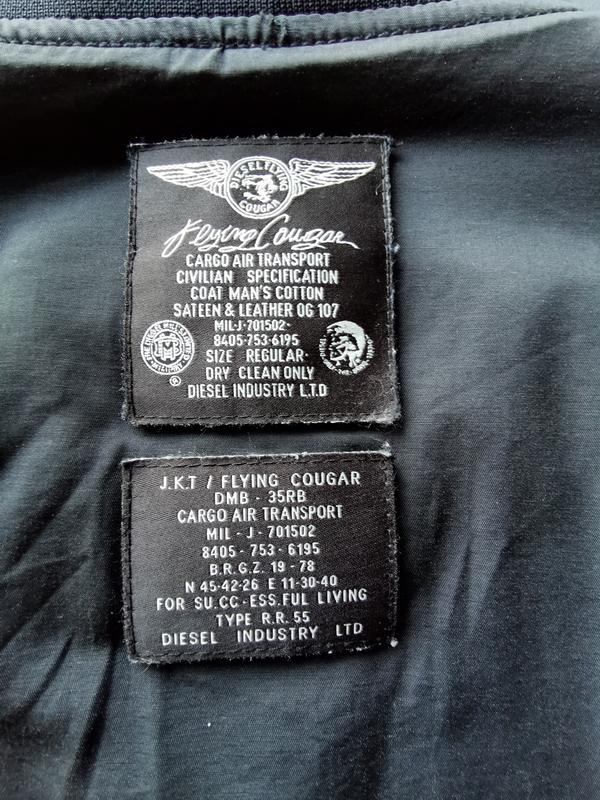 DIESEL FLYING
COUGAR
Flying Cougar
CARGO AIR TRANSPORT
CIVILIAN SPECIFICATION
COAT MAN'S COTTON
SATEEN & LEATHER OG 107
MIL-J-701502-
8405-753-6195
SIZE REGULAR-
DRY CLEAN ONLY
DIESEL INDUSTRY L.T.D
®
J.K.T / FLYING COUGAR
DMB - 35RB
CARGO AIR TRANSPORT
MIL - J - 701502
8405 - 753 - 6195
B.R.G.Z. 19 - 78
N 45-42-26 E 11-30-40
FOR SU.CC-ESS.FUL LIVING
TYPE R.R. 55
DIESEL INDUSTRY LTD